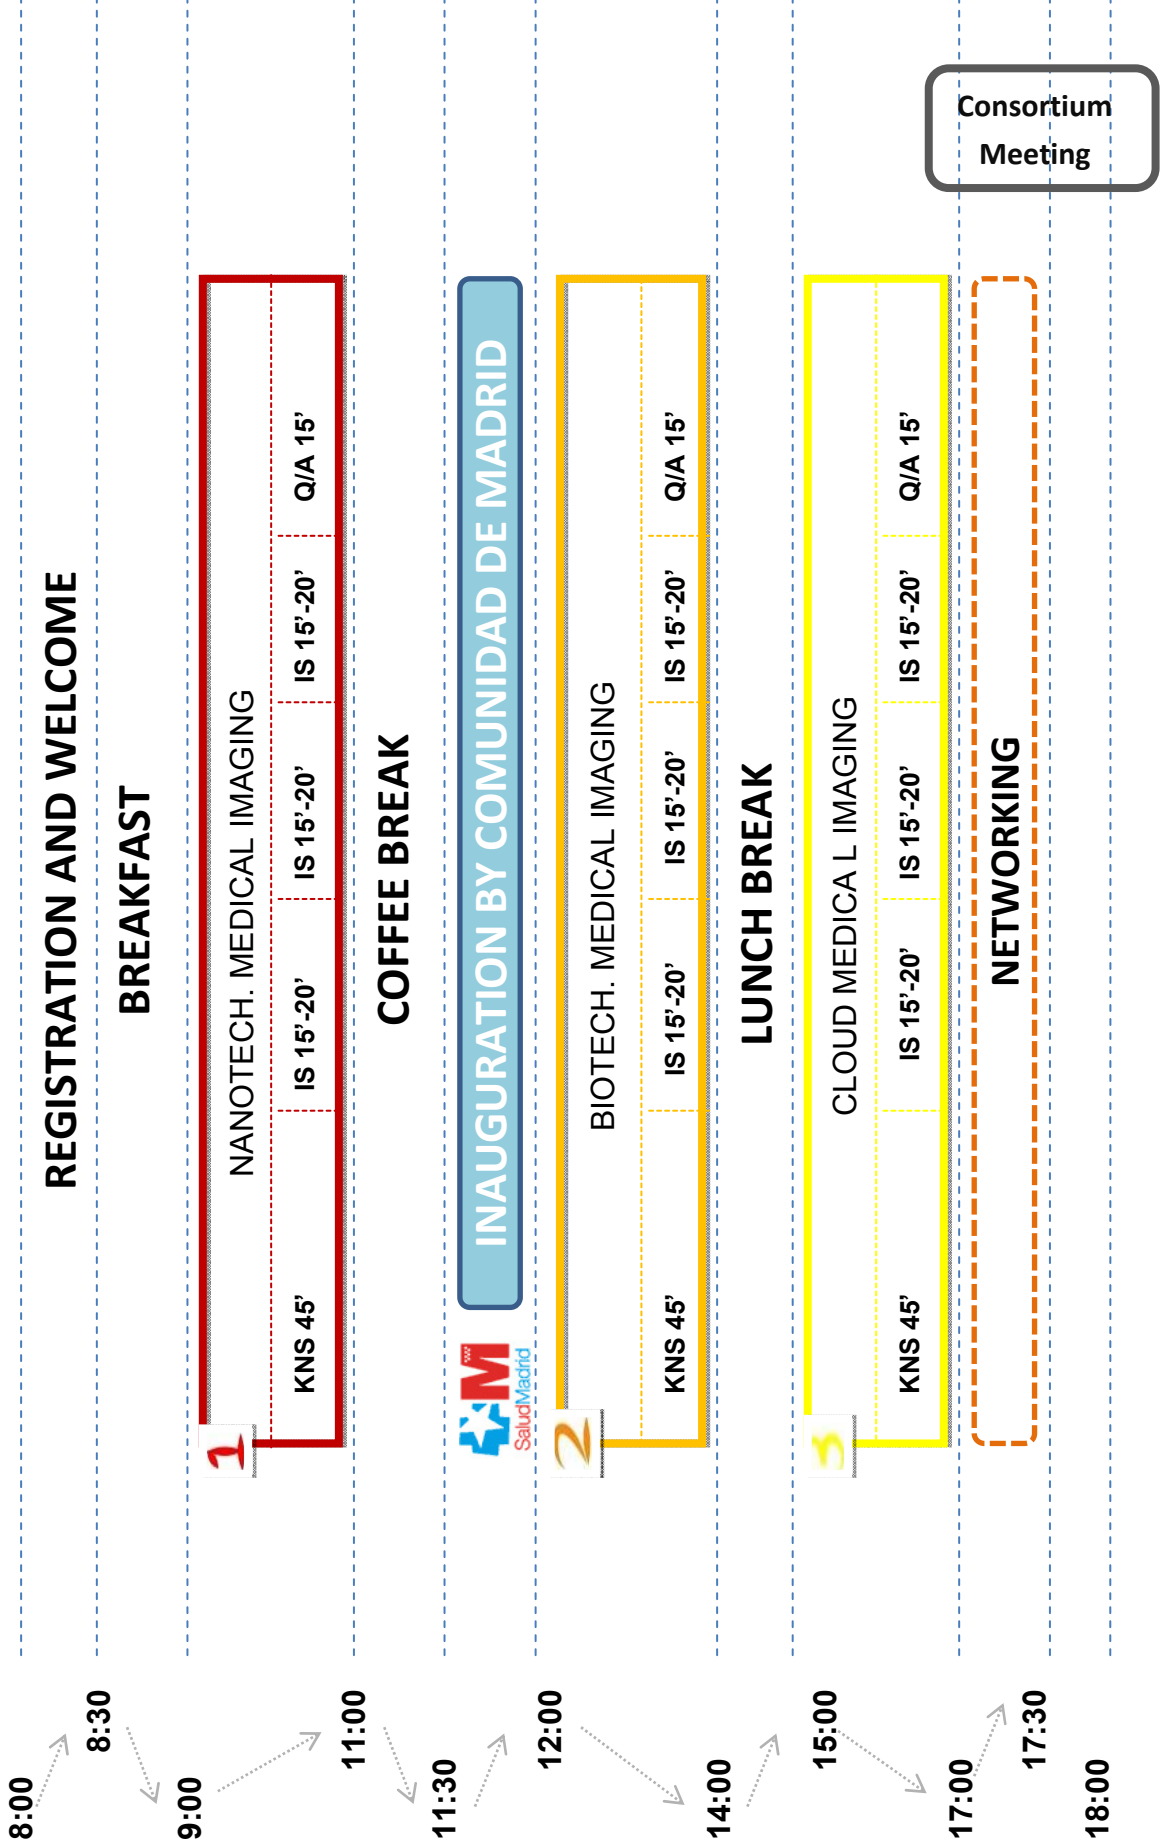 8:00
REGISTRATION AND WELCOME
8:30
BREAKFAST
9:00
1
NANOTECH. MEDICAL IMAGING
KNS 45’
IS 15’-20’
IS 15’-20’
IS 15’-20’
Q/A 15’
11:00
COFFEE BREAK
11:30
SaludMadrid
INAUGURATION BY COMUNIDAD DE MADRID
12:00
2
BIOTECH. MEDICAL IMAGING
KNS 45’
IS 15’-20’
IS 15’-20’
IS 15’-20’
Q/A 15’
14:00
LUNCH BREAK
15:00
3
CLOUD MEDICA L IMAGING
KNS 45’
IS 15’-20’
IS 15’-20’
IS 15’-20’
Q/A 15’
17:00
NETWORKING
17:30
18:00
Consortium
Meeting